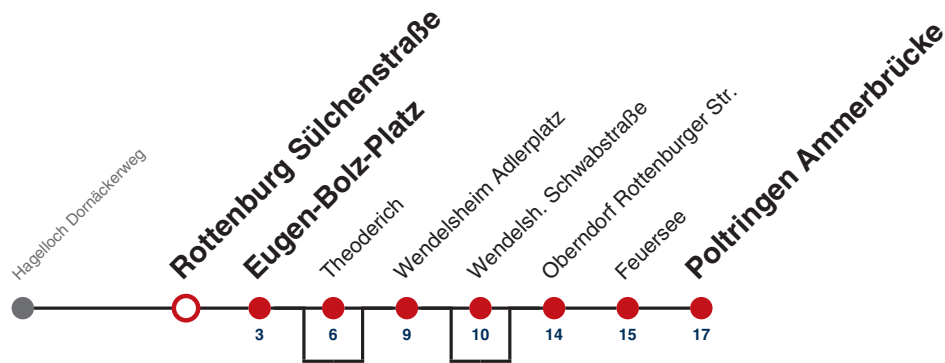 Hagelloch Dornäckerweg
Rottenburg Sülchenstraße
Eugen-Bolz-Platz
Theoderich
Wendelsheim Adlerplatz
Wendelsh. Schwabstraße
Oberndorf Rottenburger Str.
Feuersee
Poltringen Ammerbrücke
3 6 9 10 14 15 17